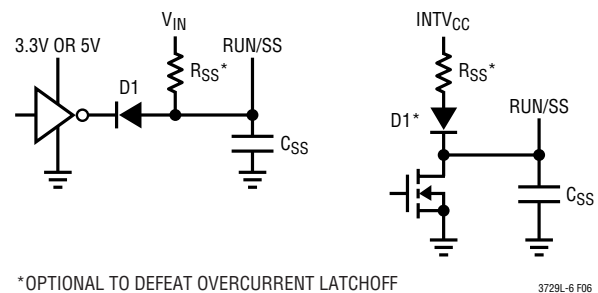 V_IN
3.3V OR 5V
D1
R_SS*
RUN/SS
C_SS
INTV_CC
R_SS*
D1*
RUN/SS
C_SS
*OPTIONAL TO DEFEAT OVERCURRENT LATCHOFF
3729L-6 F06